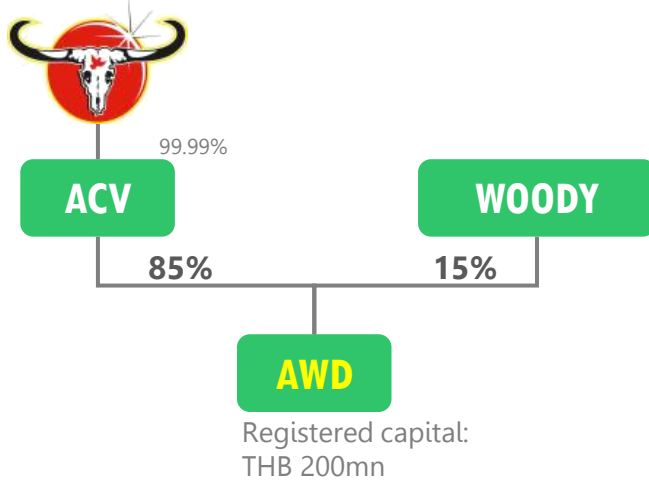 99.99%
ACV
WOODY
85%
15%
AWD
Registered capital:
THB 200mn